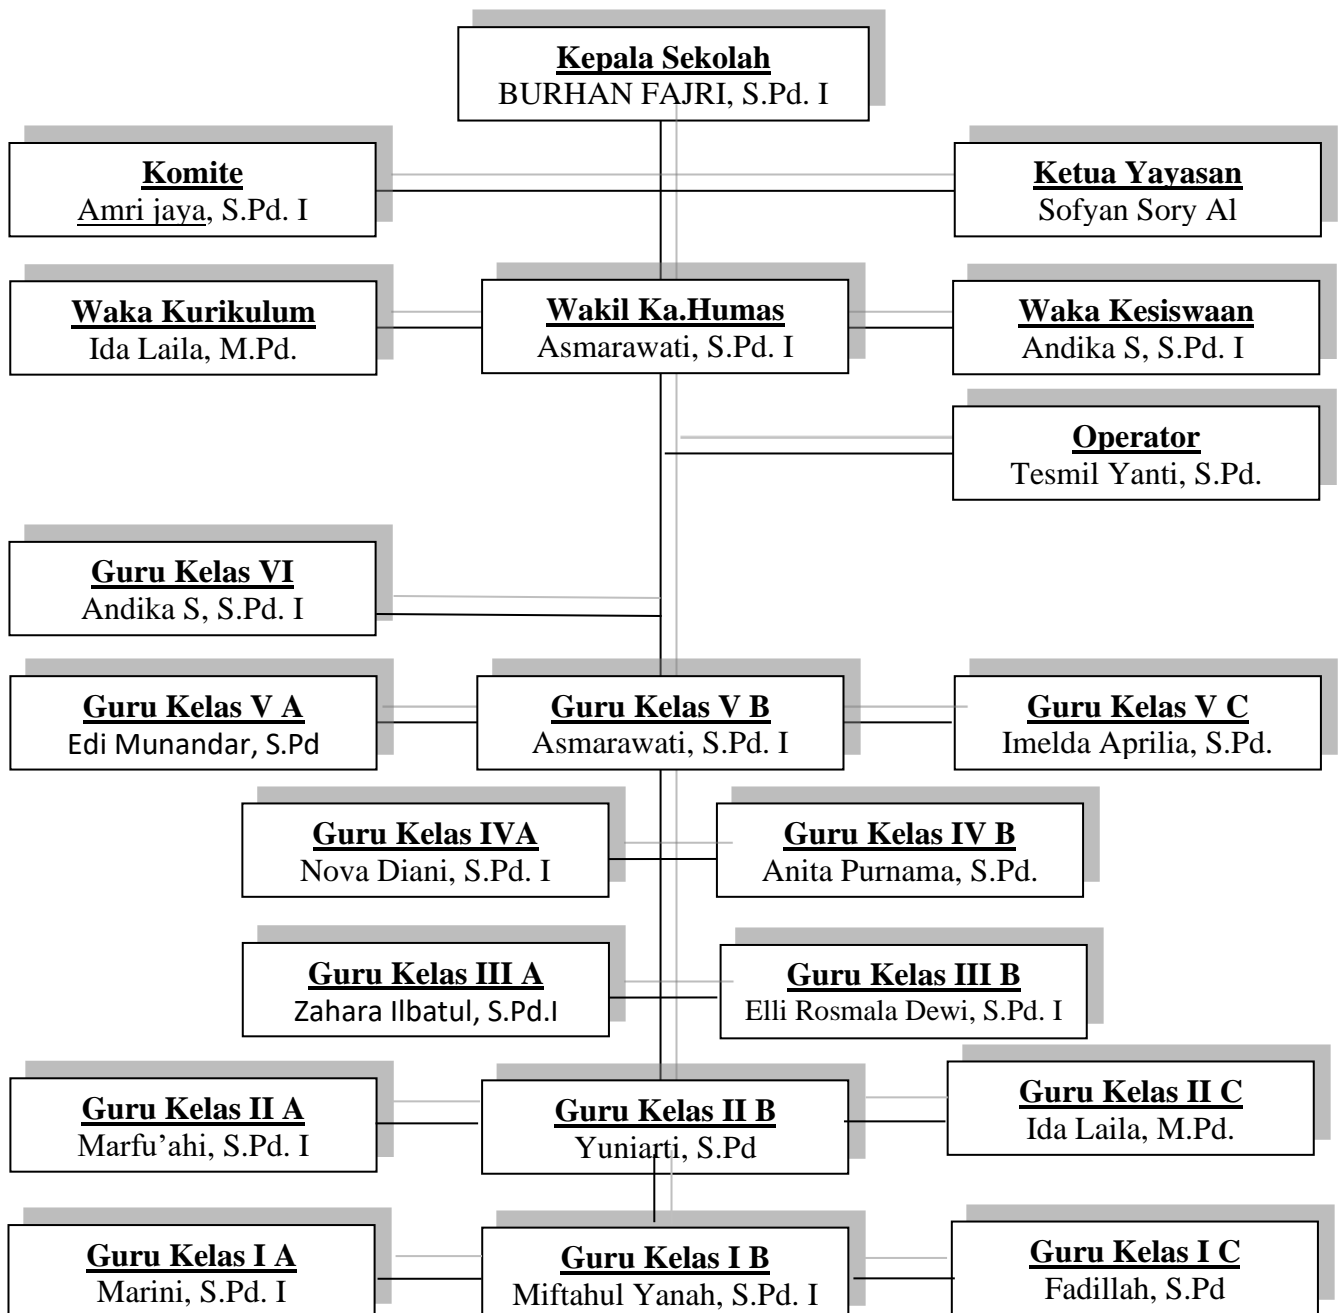 Kepala Sekolah
BURHAN FAJRI, S.Pd. I
Komite
Amri jaya, S.Pd. I
Ketua Yayasan
Sofyan Sory Al
Waka Kurikulum
Ida Laila, M.Pd.
Wakil Ka.Humas
Asmarawati, S.Pd. I
Waka Kesiswaan
Andika S, S.Pd. I
Operator
Tesmil Yanti, S.Pd.
Guru Kelas VI
Andika S, S.Pd. I
Guru Kelas V A
Edi Munandar, S.Pd
Guru Kelas V B
Asmarawati, S.Pd. I
Guru Kelas V C
Imelda Aprilia, S.Pd.
Guru Kelas IVA
Nova Diani, S.Pd. I
Guru Kelas IV B
Anita Purnama, S.Pd.
Guru Kelas III A
Zahara Ilbatul, S.Pd.I
Guru Kelas III B
Elli Rosmala Dewi, S.Pd. I
Guru Kelas II A
Marfu’ahi, S.Pd. I
Guru Kelas II B
Yuniarti, S.Pd
Guru Kelas II C
Ida Laila, M.Pd.
Guru Kelas I A
Marini, S.Pd. I
Guru Kelas I B
Miftahul Yanah, S.Pd. I
Guru Kelas I C
Fadillah, S.Pd